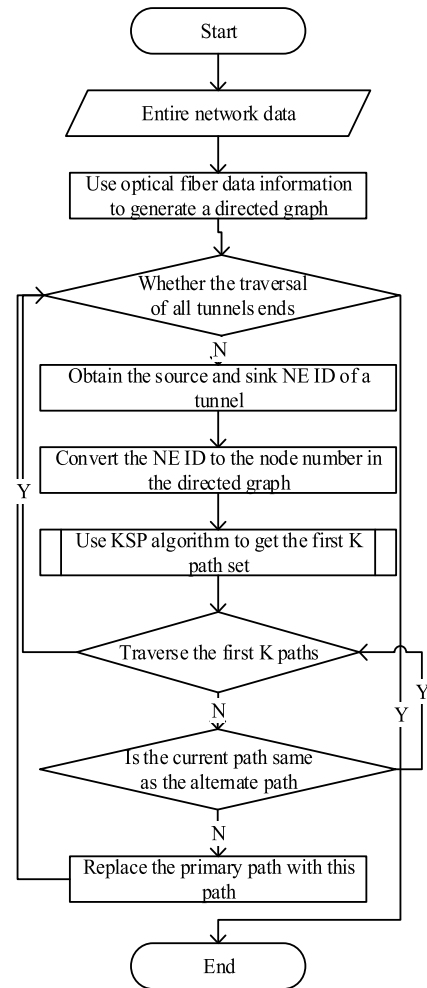 Start
Entire network data
Use optical fiber data information
to generate a directed graph
Whether the traversal
of all tunnels ends
N
Obtain the source and sink NE ID of a
tunnel
Convert the NE ID to the node number in
the directed graph
Y
Use KSP algorithm to get the first K
path set
Traverse the first K paths
Y
N
Y
Is the current path same
as the alternate path
N
Replace the primary path with this
path
End